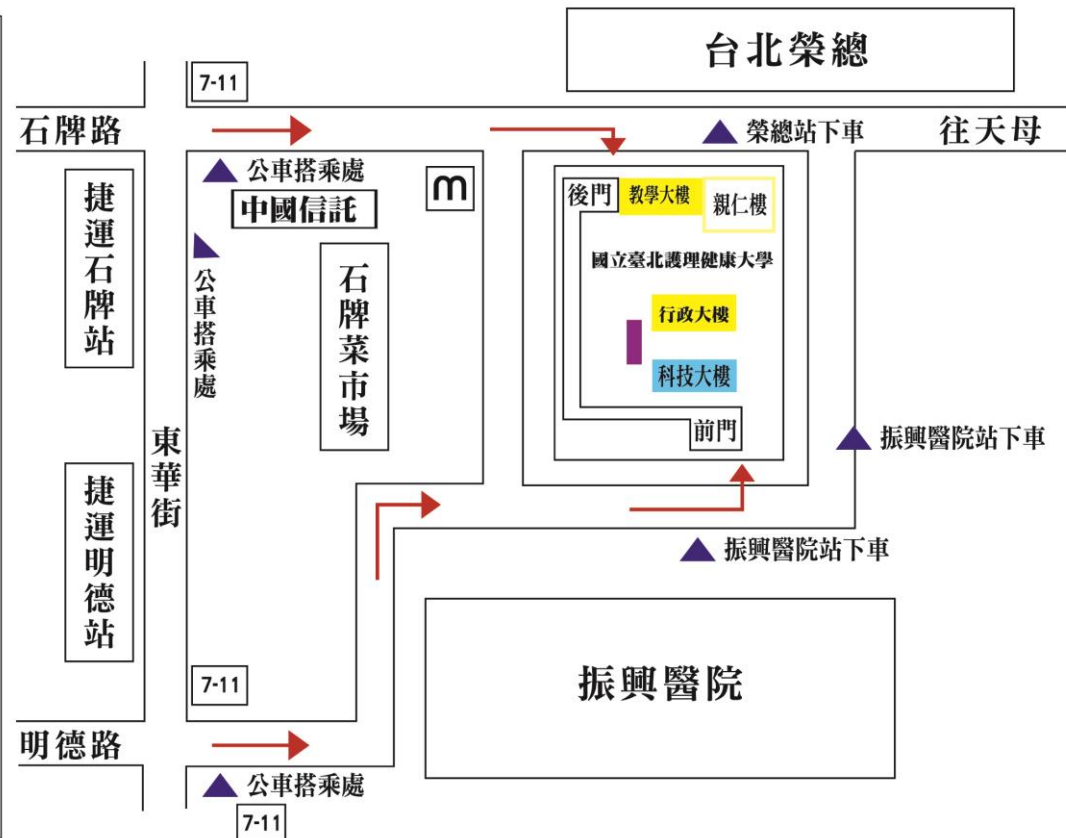 台北榮總
7-11
石牌路
榮總站下車
往天母
公車搭乘處
中國信託
m
後門
教學大樓
親仁樓
國立臺北護理健康大學
捷運石牌站
公車搭乘處
石牌菜市場
行政大樓
科技大樓
前門
振興醫院站下車
東華街
捷運明德站
振興醫院站下車
振興醫院
7-11
明德路
公車搭乘處
7-11